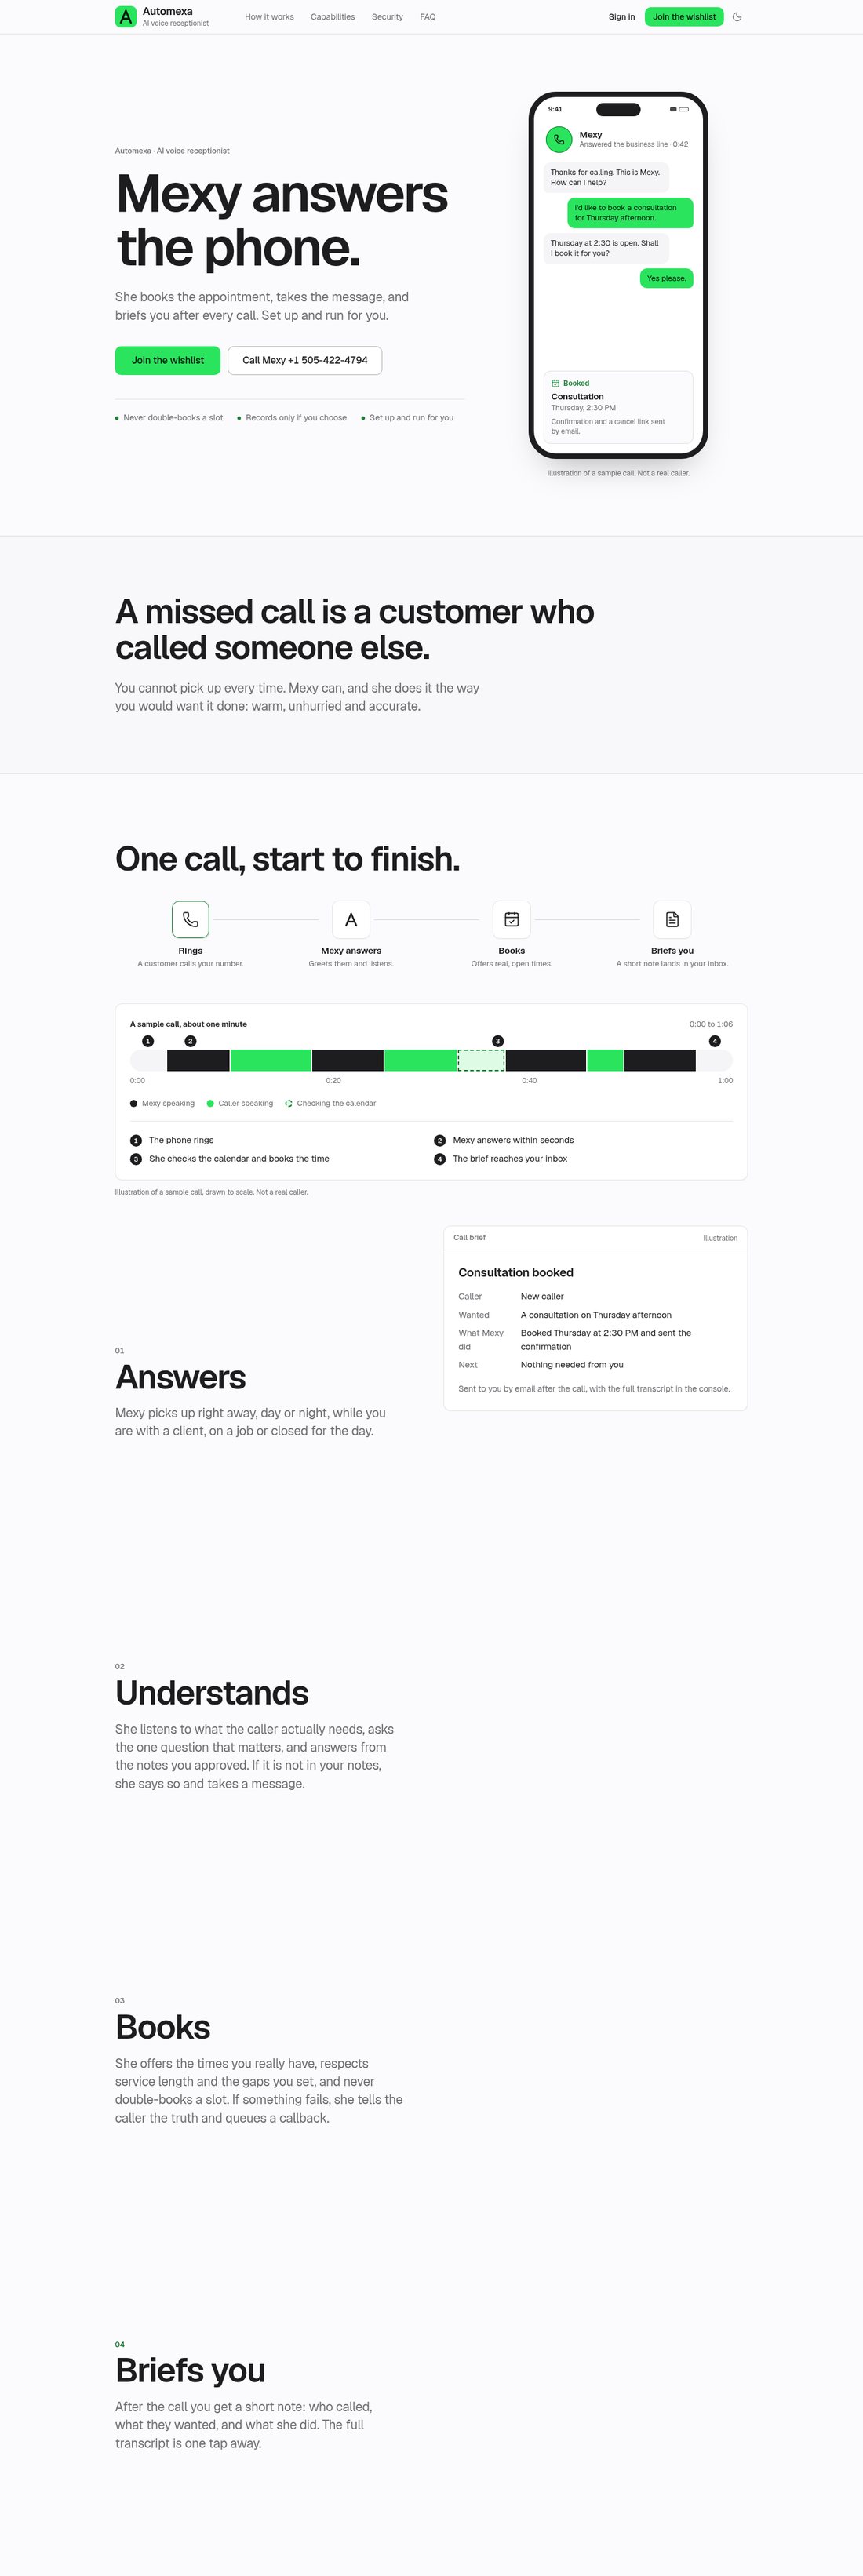 Automexa
AI voice receptionist
How it works
Capabilities
Security
FAQ
Sign in
Join the wishlist
Automexa · AI voice receptionist
Mexy answers
the phone.
She books the appointment, takes the message, and
briefs you after every call. Set up and run for you.
Join the wishlist
Call Mexy +1 505-422-4794
Never double-books a slot
Records only if you choose
Set up and run for you
9:41
Mexy
Answered the business line · 0:42
Thanks for calling. This is Mexy.
How can I help?
I'd like to book a consultation
for Thursday afternoon.
Thursday at 2:30 is open. Shall
I book it for you?
Yes please.
Booked
Consultation
Thursday, 2:30 PM
Confirmation and a cancel link sent
by email.
Illustration of a sample call. Not a real caller.
A missed call is a customer who
called someone else.
You cannot pick up every time. Mexy can, and she does it the way
you would want it done: warm, unhurried and accurate.
One call, start to finish.
Rings
A customer calls your number.
Mexy answers
Greets them and listens.
Books
Offers real, open times.
Briefs you
A short note lands in your inbox.
A sample call, about one minute
0:00 to 1:06
1
2
3
4
0:00
0:20
0:40
1:00
Mexy speaking
Caller speaking
Checking the calendar
1 The phone rings
2 Mexy answers within seconds
3 She checks the calendar and books the time
4 The brief reaches your inbox
Illustration of a sample call, drawn to scale. Not a real caller.
Call brief
Illustration
Consultation booked
Caller New caller
Wanted A consultation on Thursday afternoon
What Mexy did Booked Thursday at 2:30 PM and sent the
confirmation
Next Nothing needed from you
Sent to you by email after the call, with the full transcript in the console.
01
Answers
Mexy picks up right away, day or night, while you
are with a client, on a job or closed for the day.
02
Understands
She listens to what the caller actually needs, asks
the one question that matters, and answers from
the notes you approved. If it is not in your notes,
she says so and takes a message.
03
Books
She offers the times you really have, respects
service length and the gaps you set, and never
double-books a slot. If something fails, she tells the
caller the truth and queues a callback.
04
Briefs you
After the call you get a short note: who called,
what they wanted, and what she did. The full
transcript is one tap away.